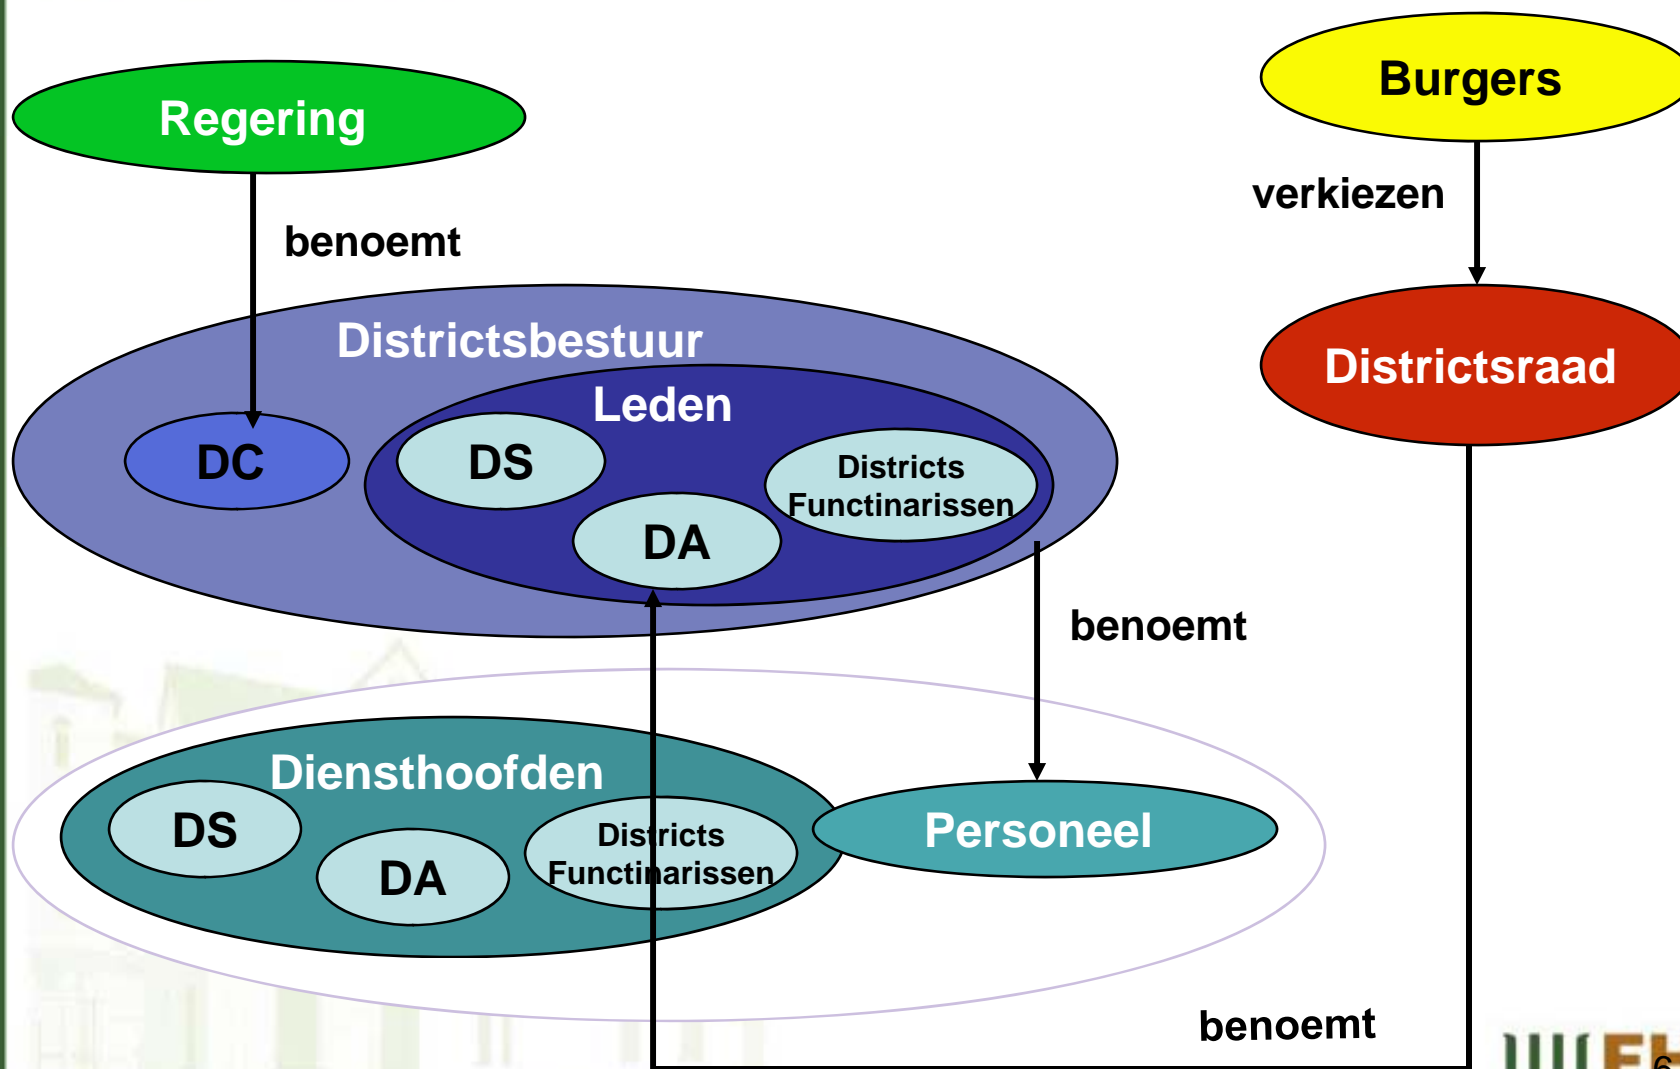 Burgers
Regering
verkiezen
benoemt
Districtsbestuur
Districtsraad
Leden
DC
DS
Districts
Functinarissen
DA
benoemt
Diensthoofden
DS
Districts
Functinarissen
DA
Personeel
benoemt
6